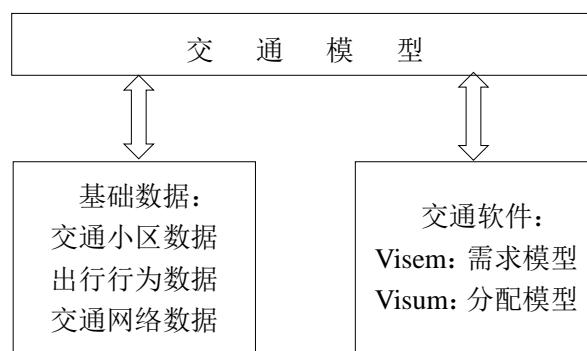 交通模型
基础数据：
交通小区数据
出行行为数据
交通网络数据
交通软件：
Visem：需求模型
Visum：分配模型